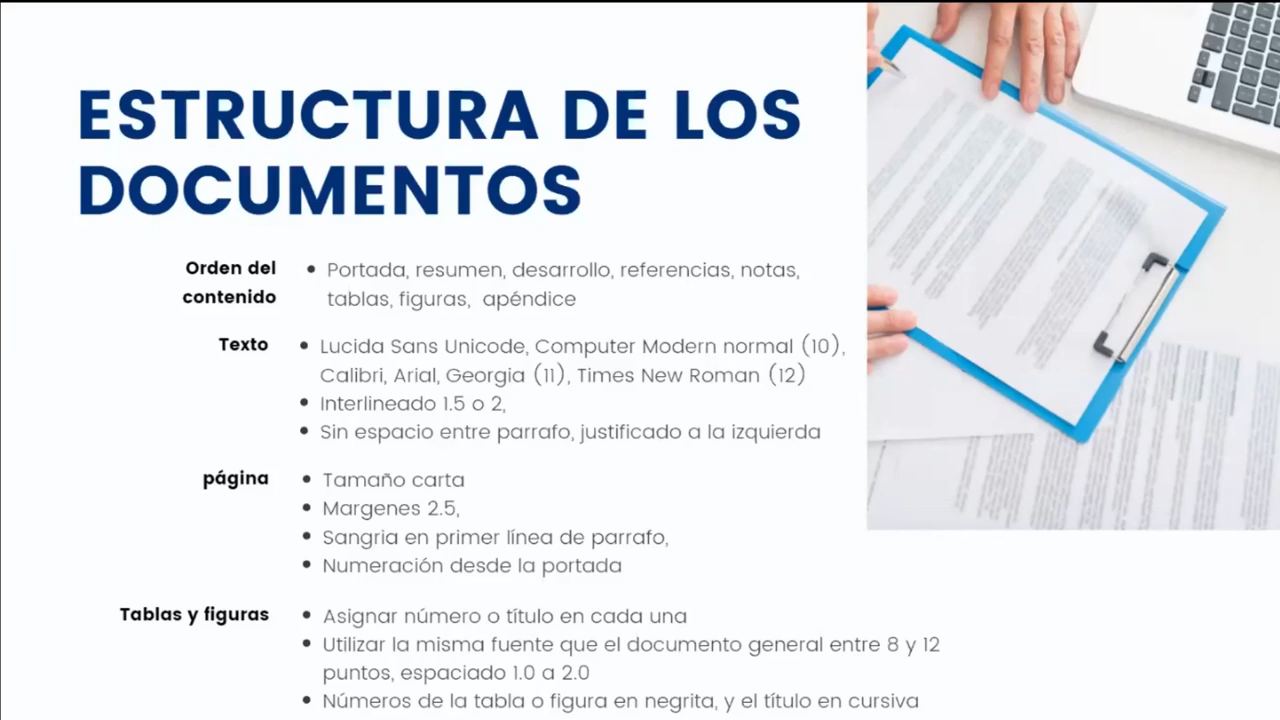 ESTRUCTURA DE LOS
DOCUMENTOS
Orden del
contenido
• Portada, resumen, desarrollo, referencias, notas,
tablas, figuras, apéndice
Texto
• Lucida Sans Unicode, Computer Modern normal (10),
Calibri, Arial, Georgia (11), Times New Roman (12)
• Interlineado 1.5 o 2,
• Sin espacio entre parrafo, justificado a la izquierda
página
• Tamaño carta
• Margenes 2.5,
• Sangria en primer línea de parrafo,
• Numeración desde la portada
Tablas y figuras
• Asignar número o título en cada una
• Utilizar la misma fuente que el documento general entre 8 y 12
puntos, espaciado 1.0 a 2.0
• Números de la tabla o figura en negrita, y el título en cursiva